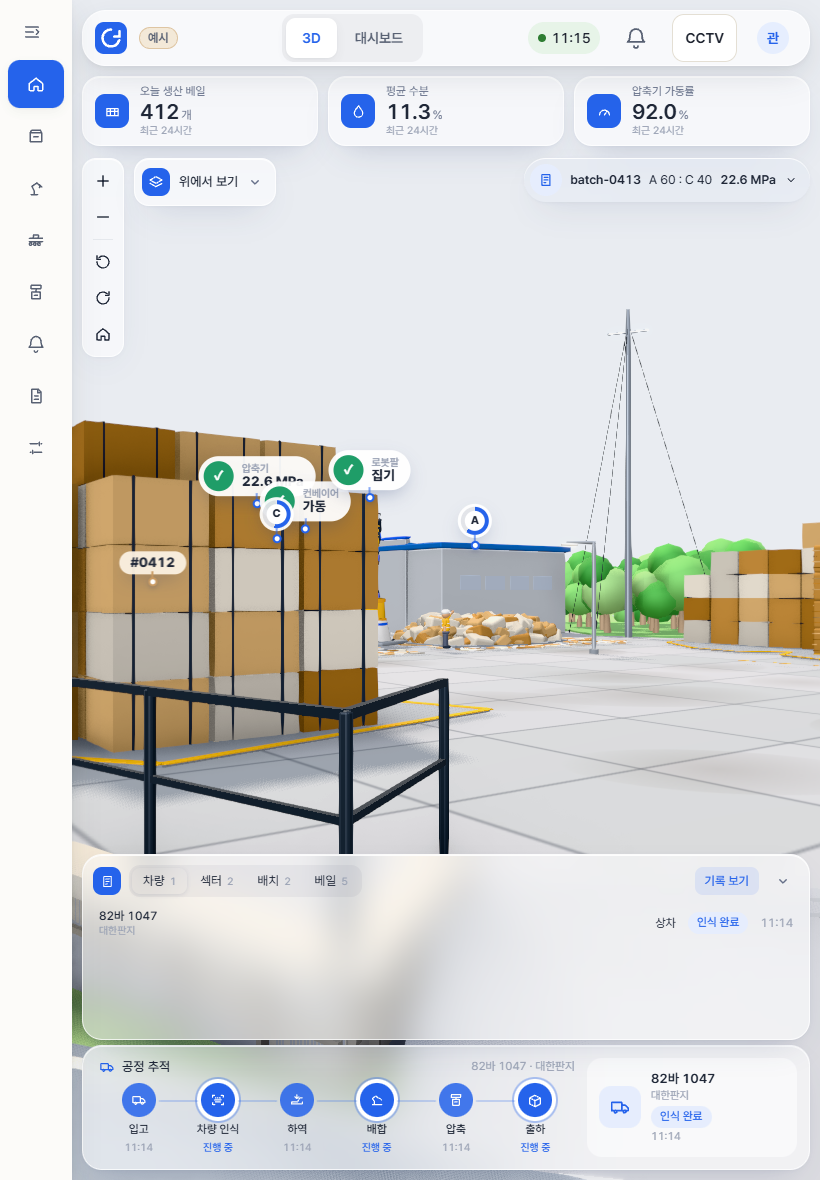 예시
3D
대시보드
11:15
CCTV
관
오늘 생산 베일
412개
최근 24시간
평균 수분
11.3%
최근 24시간
압축기 가동률
92.0%
최근 24시간
위에서 보기
batch-0413 A 60 : C 40 22.6 MPa
압축기
22.6 MPa
로봇팔
집기
컨베이어
가동
C
A
#0412
차량 1
섹터 2
배치 2
베일 5
기록 보기
82바 1047
대한판지
상차
인식 완료
11:14
공정 추적
82바 1047 · 대한판지
입고
11:14
차량 인식
진행 중
하역
11:14
배합
진행 중
압축
11:14
출하
진행 중
82바 1047
대한판지
인식 완료
11:14